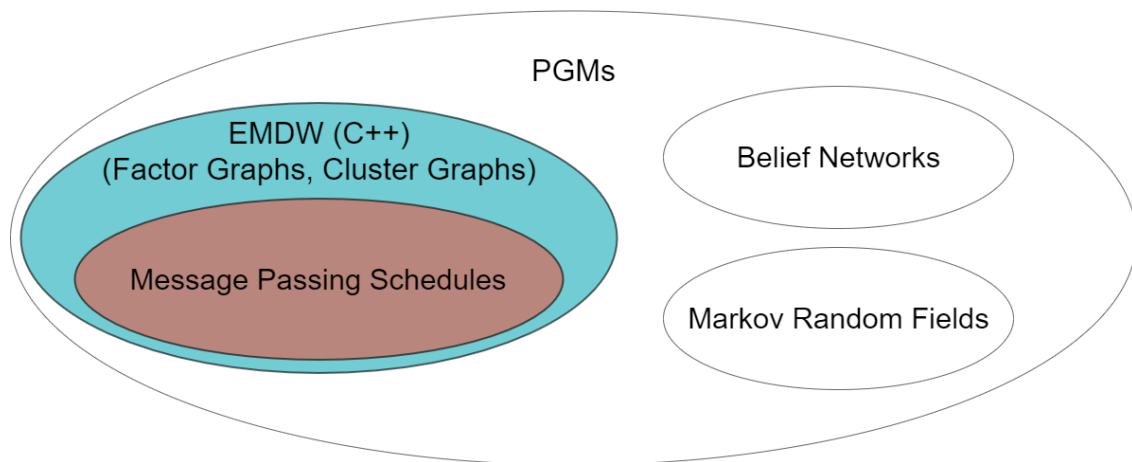 PGMs
EMDW (C++)
(Factor Graphs, Cluster Graphs)
Message Passing Schedules
Belief Networks
Markov Random Fields